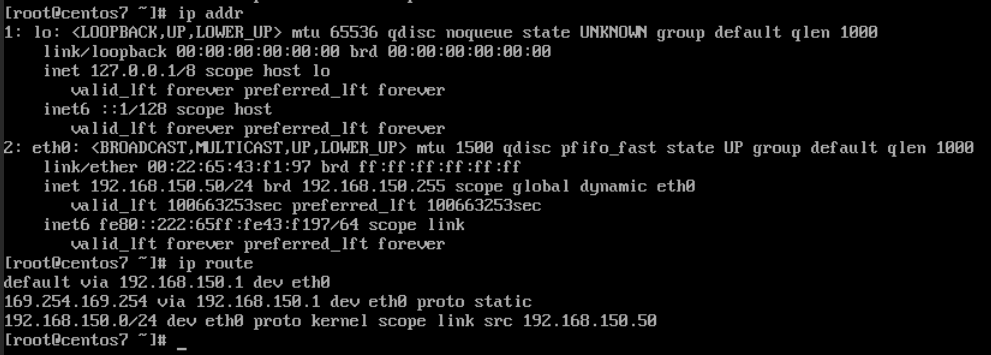 [root@centos7 ~]# ip addr
1: lo: <LOOPBACK,UP,LOWER_UP> mtu 65536 qdisc noqueue state UNKNOWN group default qlen 1000
    link/loopback 00:00:00:00:00:00 brd 00:00:00:00:00:00
    inet 127.0.0.1/8 scope host lo
       valid_lft forever preferred_lft forever
    inet6 ::1/128 scope host
       valid_lft forever preferred_lft forever
2: eth0: <BROADCAST,MULTICAST,UP,LOWER_UP> mtu 1500 qdisc pfifo_fast state UP group default qlen 1000
    link/ether 00:22:65:43:f1:97 brd ff:ff:ff:ff:ff:ff
    inet 192.168.150.50/24 brd 192.168.150.255 scope global dynamic eth0
       valid_lft 100663253sec preferred_lft 100663253sec
    inet6 fe80::222:65ff:fe43:f197/64 scope link
       valid_lft forever preferred_lft forever
[root@centos7 ~]# ip route
default via 192.168.150.1 dev eth0
169.254.169.254 via 192.168.150.1 dev eth0 proto static
192.168.150.0/24 dev eth0 proto kernel scope link src 192.168.150.50
[root@centos7 ~]# _